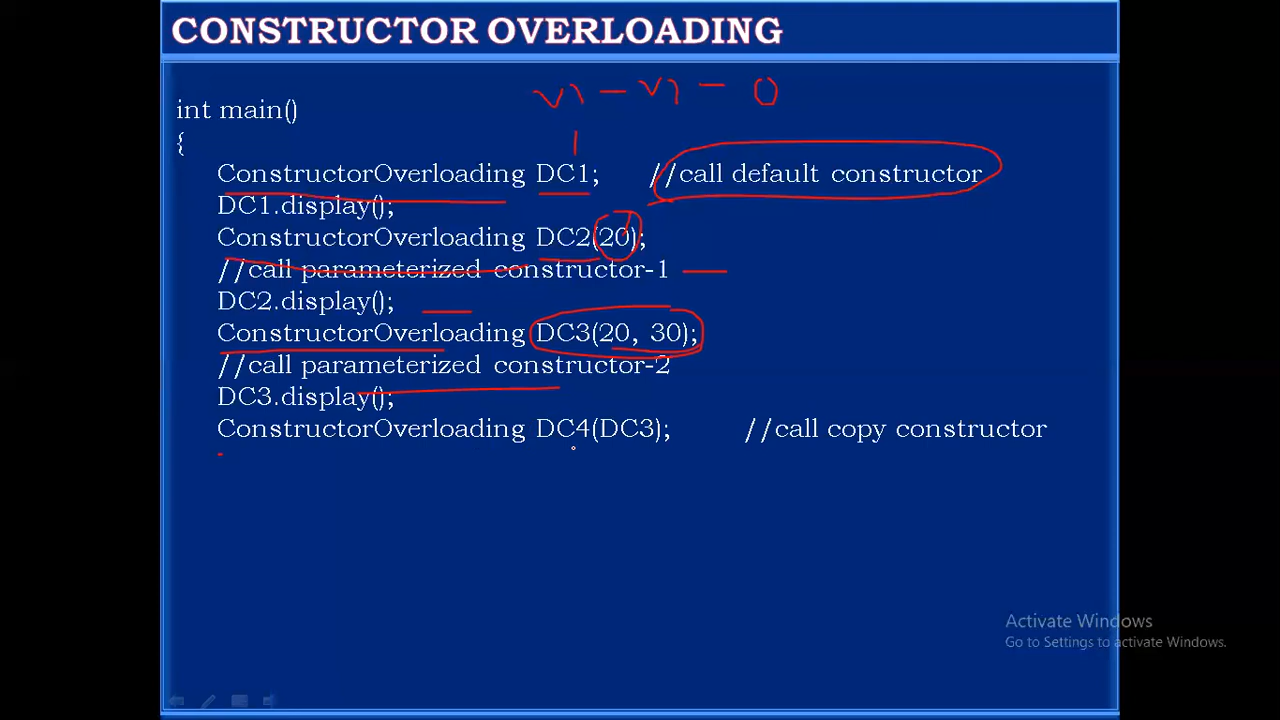 CONSTRUCTOR OVERLOADING
int main()
{
ConstructorOverloading DC1; //call default constructor
DC1.display();
ConstructorOverloading DC2(20);
//call parameterized constructor-1
DC2.display();
ConstructorOverloading DC3(20, 30);
//call parameterized constructor-2
DC3.display();
ConstructorOverloading DC4(DC3); //call copy constructor
Activate Windows
Go to Settings to activate Windows.